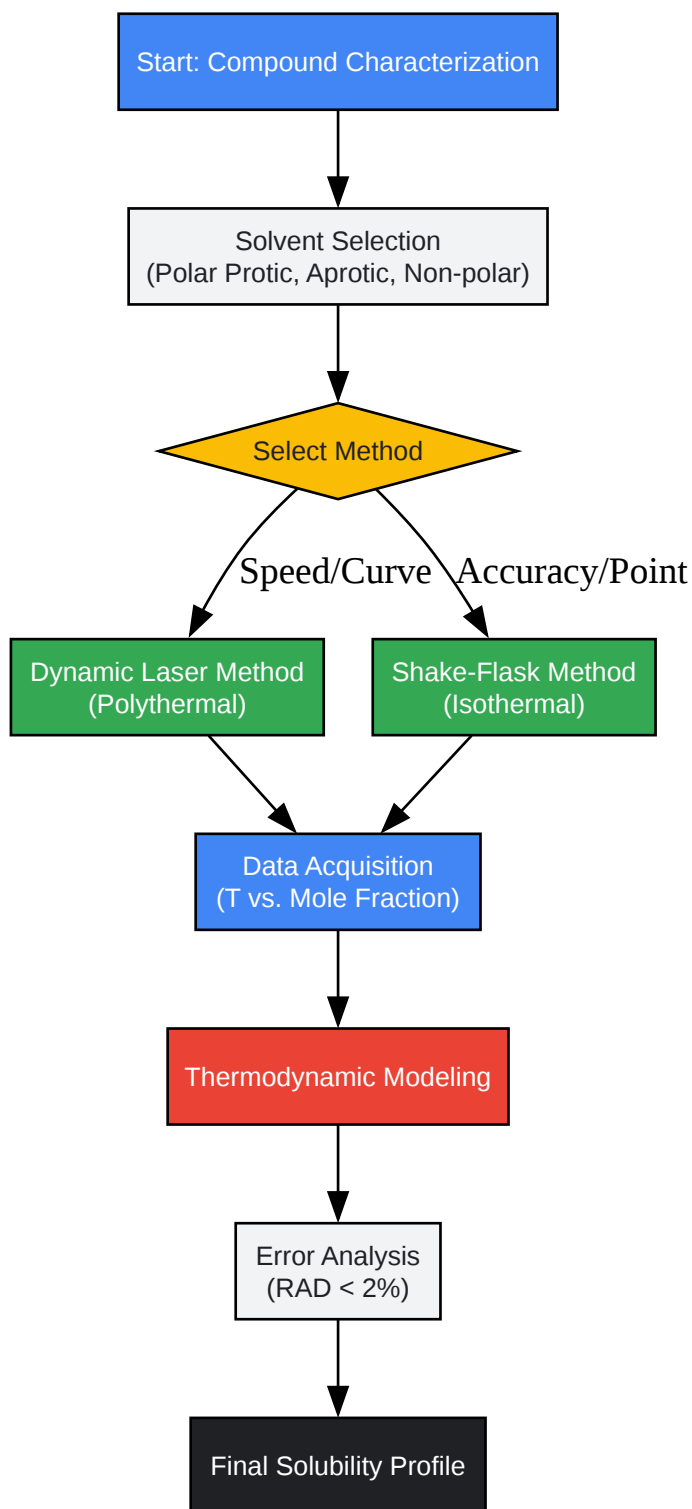 Start: Compound Characterization
Solvent Selection
(Polar Protic, Aprotic, Non-polar)
Select Method
Speed/Curve
Accuracy/Point
Dynamic Laser Method
(Polythermal)
Shake-Flask Method
(Isothermal)
Data Acquisition
(T vs. Mole Fraction)
Thermodynamic Modeling
Error Analysis
(RAD < 2%)
Final Solubility Profile